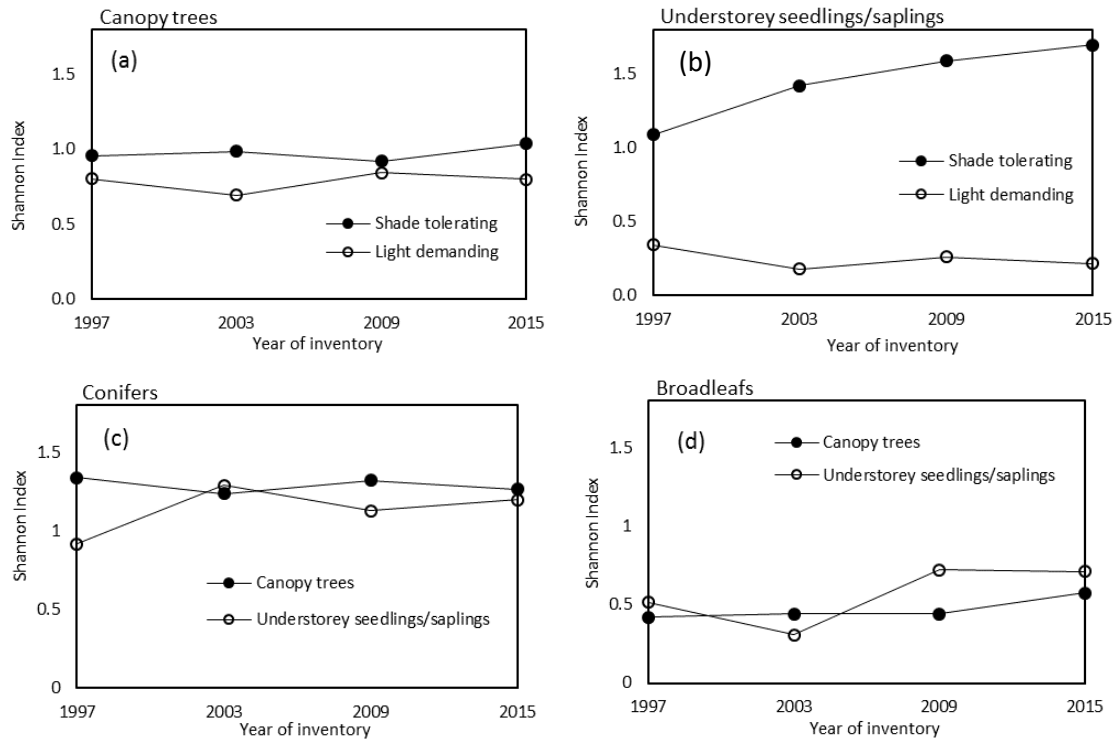 Canopy trees
(a)
Shannon Index
1.5
1.0
0.5
0.0
Shade tolerating
Light demanding
1997 2003 2009 2015
Year of inventory
Understorey seedlings/saplings
(b)
Shannon Index
1.5
1.0
0.5
0.0
Shade tolerating
Light demanding
1997 2003 2009 2015
Year of inventory
Conifers
(c)
Shannon Index
1.5
1
0.5
0
Canopy trees
Understorey seedlings/saplings
1997 2003 2009 2015
Year of inventory
Broadleafs
(d)
Shannon Index
1.5
1
0.5
0
Canopy trees
Understorey seedlings/saplings
1997 2003 2009 2015
Year of inventory